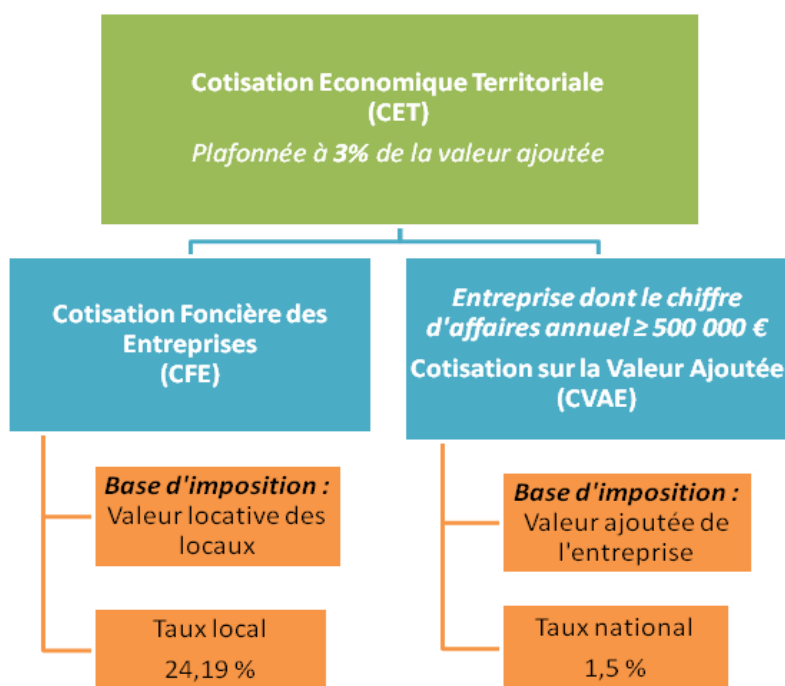 Cotisation Economique Territoriale
(CET)
Plafonnée à 3% de la valeur ajoutée
Cotisation Foncière des
Entreprises
(CFE)
Entreprise dont le chiffre
d'affaires annuel ≥ 500 000 €
Cotisation sur la Valeur Ajoutée
(CVAE)
Base d'imposition :
Valeur locative des
locaux
Taux local
24,19 %
Base d'imposition :
Valeur ajoutée de
l'entreprise
Taux national
1,5 %